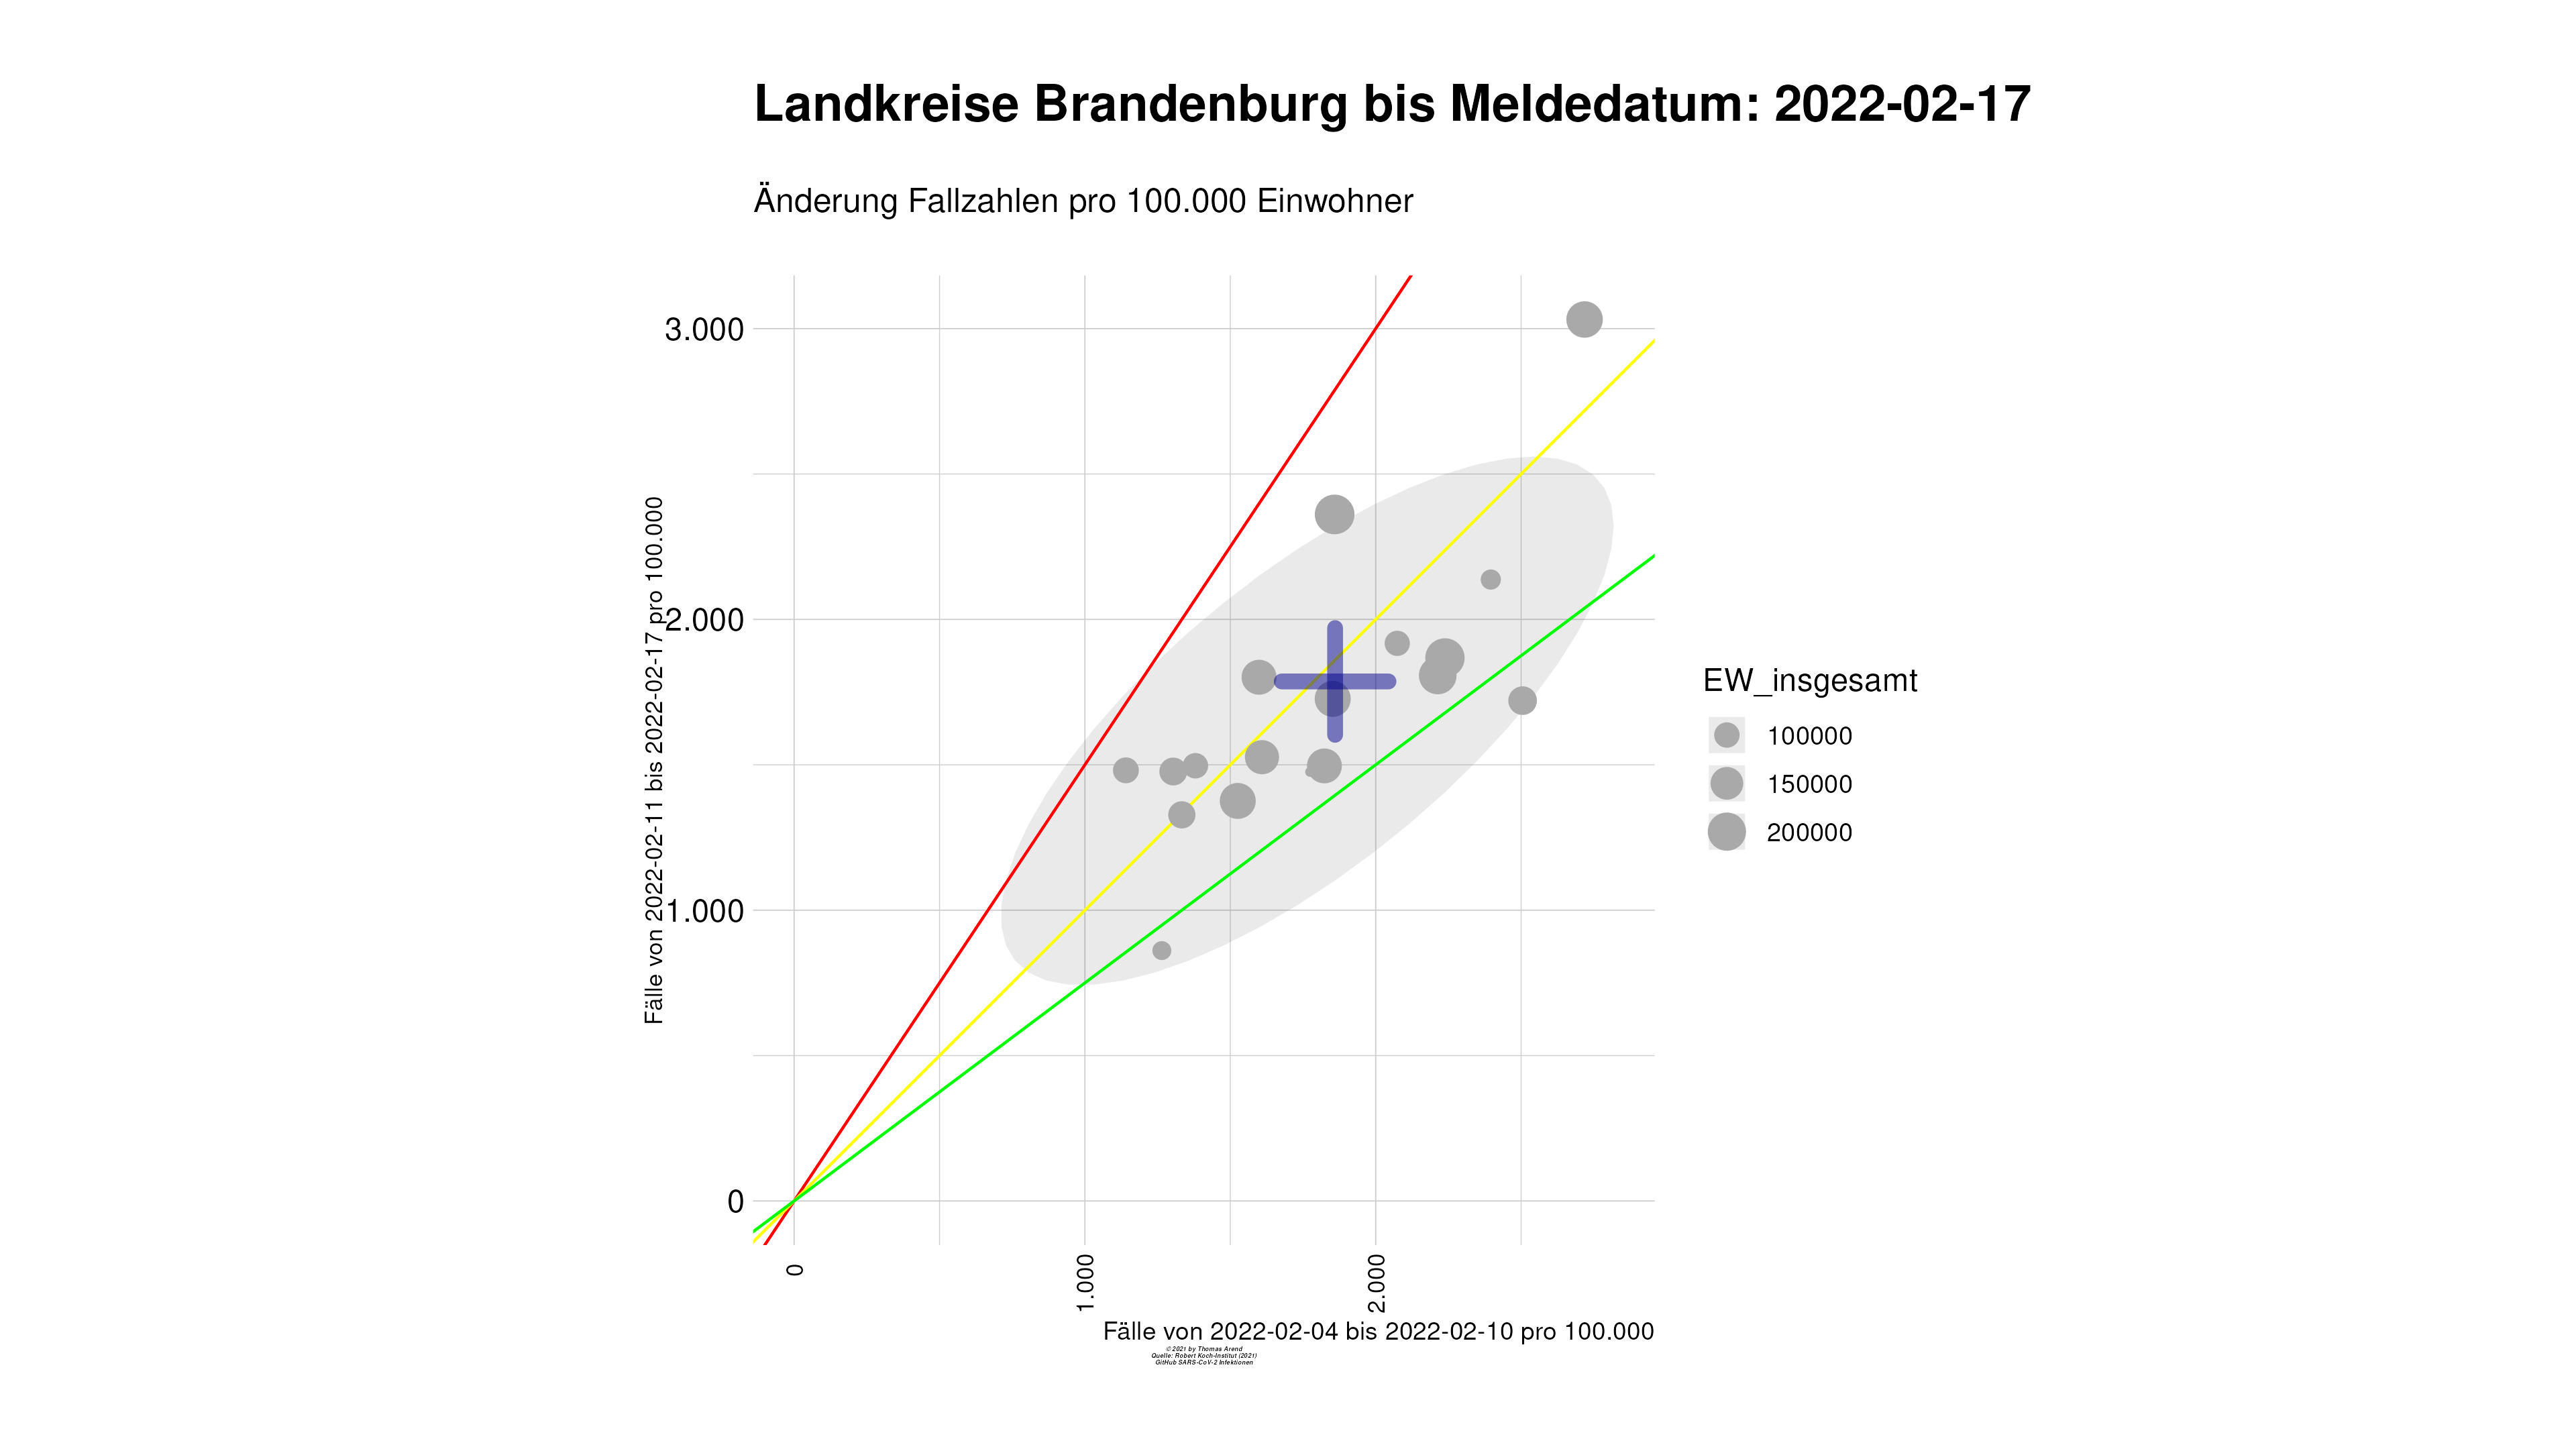 Landkreise Brandenburg bis Meldedatum: 2022-02-17
Änderung Fallzahlen pro 100.000 Einwohner
Fälle von 2022-02-11 bis 2022-02-17 pro 100.000
3.000
2.000
1.000
0
0
1.000
2.000
Fälle von 2022-02-04 bis 2022-02-10 pro 100.000
EW_insgesamt
100000
150000
200000
© 2021 by Thomas Arend
Quelle: Robert Koch-Institut (2021)
GitHub SARS-CoV-2 Infektionen